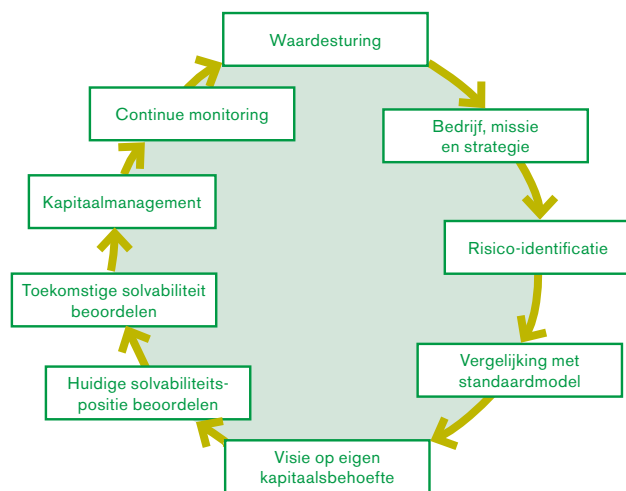 Waardesturing
Bedrijf, missie
en strategie
Risico-identificatie
Vergelijking met
standaardmodel
Visie op eigen
kapitaalsbehoefte
Huidige solvabiliteits-
positie beoordelen
Toekomstige solvabiliteit
beoordelen
Kapitaalmanagement
Continue monitoring